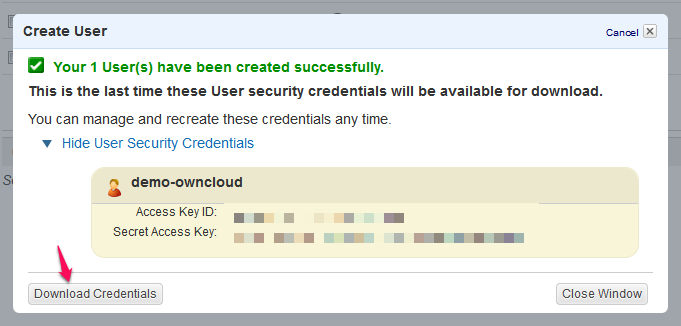 Create User
Cancel
Your 1 User(s) have been created successfully.
This is the last time these User security credentials will be available for download.
You can manage and recreate these credentials any time.
Hide User Security Credentials
demo-owncloud
Access Key ID:
Secret Access Key:
Download Credentials
Close Window